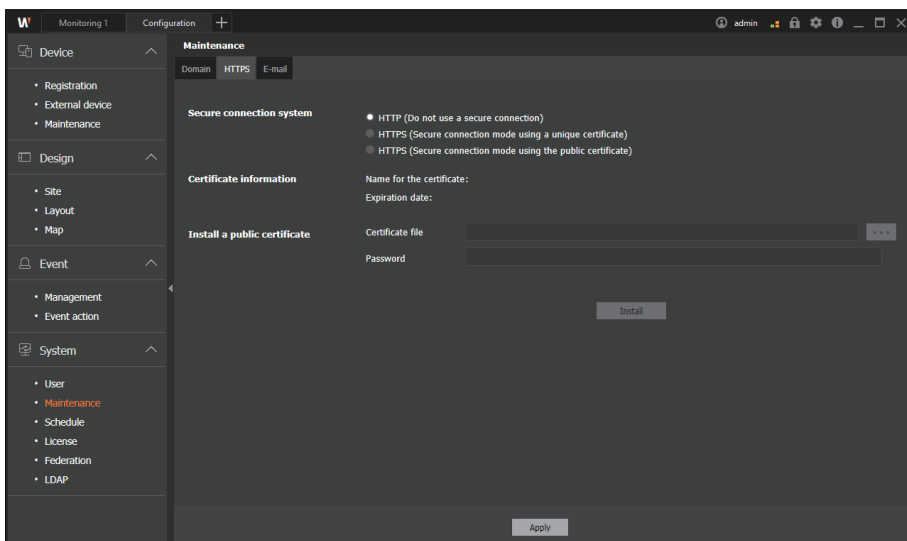 W
Monitoring 1
Configuration
admin
Device
Registration
External device
Maintenance
Design
Site
Layout
Map
Event
Management
Event action
System
User
Maintenance
Schedule
License
Federation
LDAP
Maintenance
Domain
HTTPS
E-mail
Secure connection system
HTTP (Do not use a secure connection)
HTTPS (Secure connection mode using a unique certificate)
HTTPS (Secure connection mode using the public certificate)
Certificate information
Name for the certificate:
Expiration date:
Install a public certificate
Certificate file
Password
Install
Apply